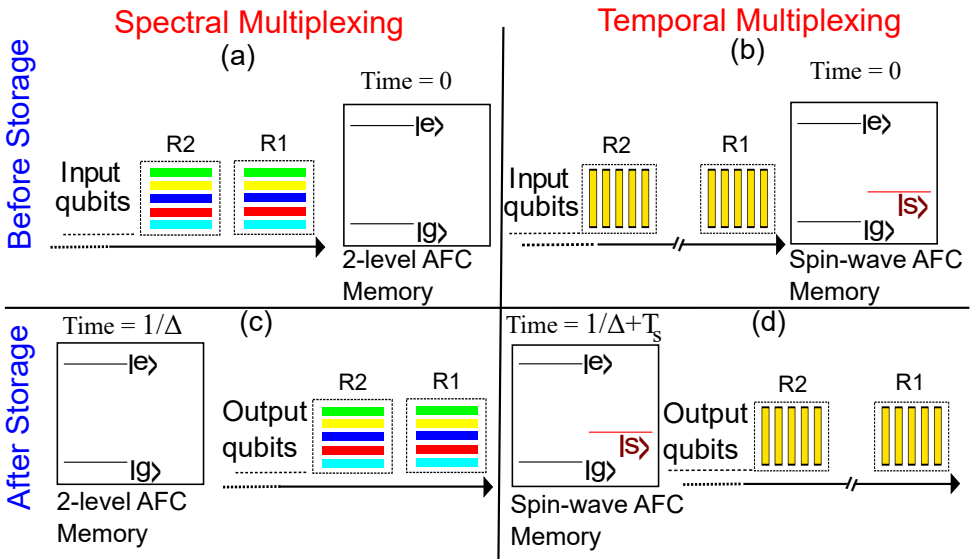 Spectral Multiplexing
Temporal Multiplexing
Before Storage
(a)
Time = 0
R2
R1
Input
qubits
|e⟩
|g⟩
2-level AFC
Memory
(b)
Time = 0
R2
R1
Input
qubits
|e⟩
|s⟩
|g⟩
Spin-wave AFC
Memory
After Storage
Time = 1/Δ
(c)
|e⟩
|g⟩
2-level AFC
Memory
R2
R1
Output
qubits
Time = 1/Δ+Ts
(d)
|e⟩
|s⟩
|g⟩
Spin-wave AFC
Memory
R2
R1
Output
qubits